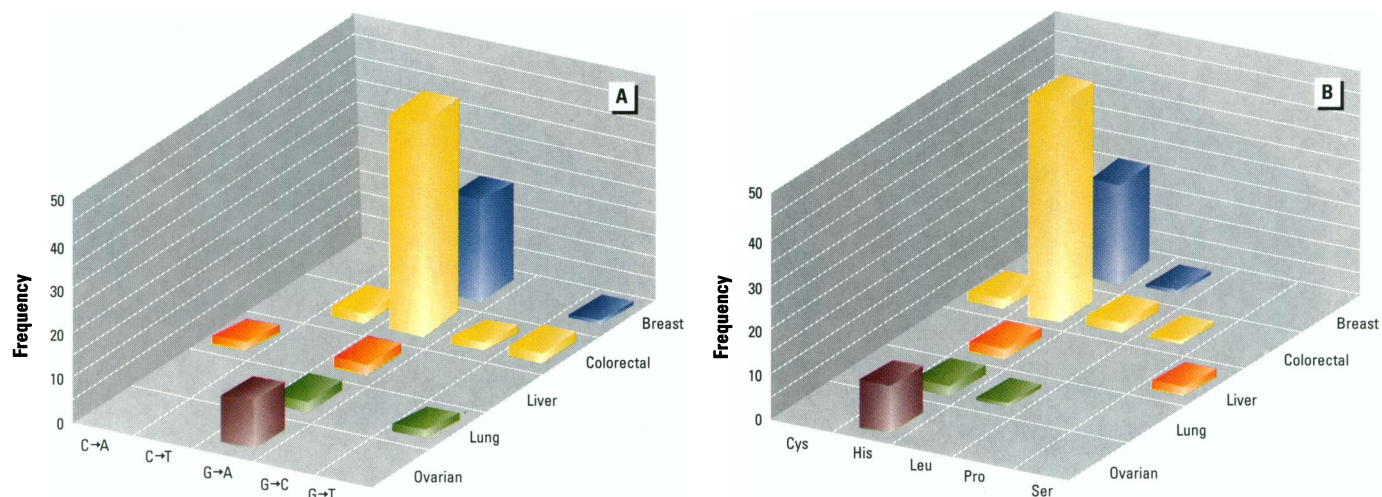 A
Frequency
50
40
30
20
10
0
C→A
C→T
G→A
G→C
G→T
Ovarian
Lung
Liver
Colorectal
Breast
B
Frequency
50
40
30
20
10
0
Cys
His
Leu
Pro
Ser
Ovarian
Lung
Liver
Colorectal
Breast